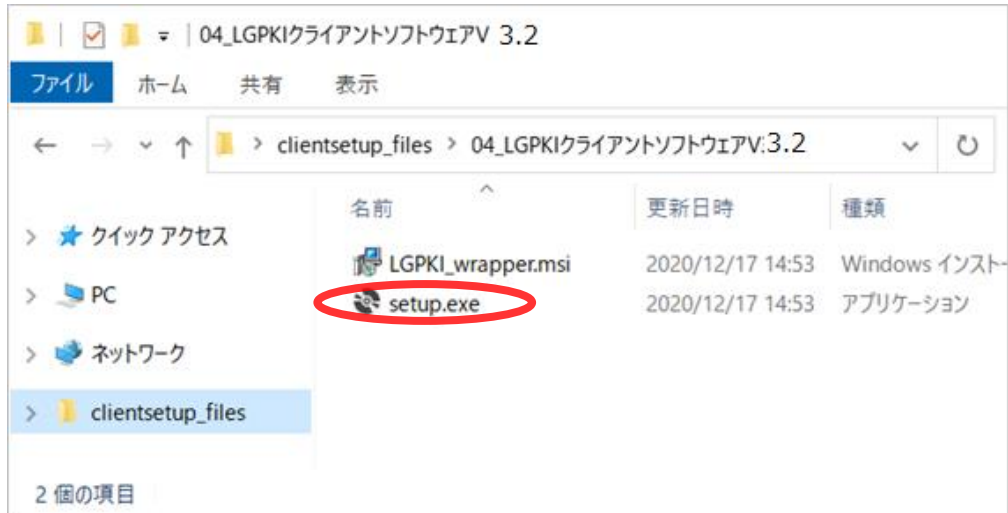 04_LGPKIクライアントソフトウェアV 3.2
ファイル ホーム 共有 表示
clientsetup_files > 04_LGPKIクライアントソフトウェアV.3.2
名前 更新日時 種類
クイック アクセス
LGPKI_wrapper.msi 2020/12/17 14:53 Windows インスト
PC
setup.exe 2020/12/17 14:53 アプリケーション
ネットワーク
clientsetup_files
2 個の項目